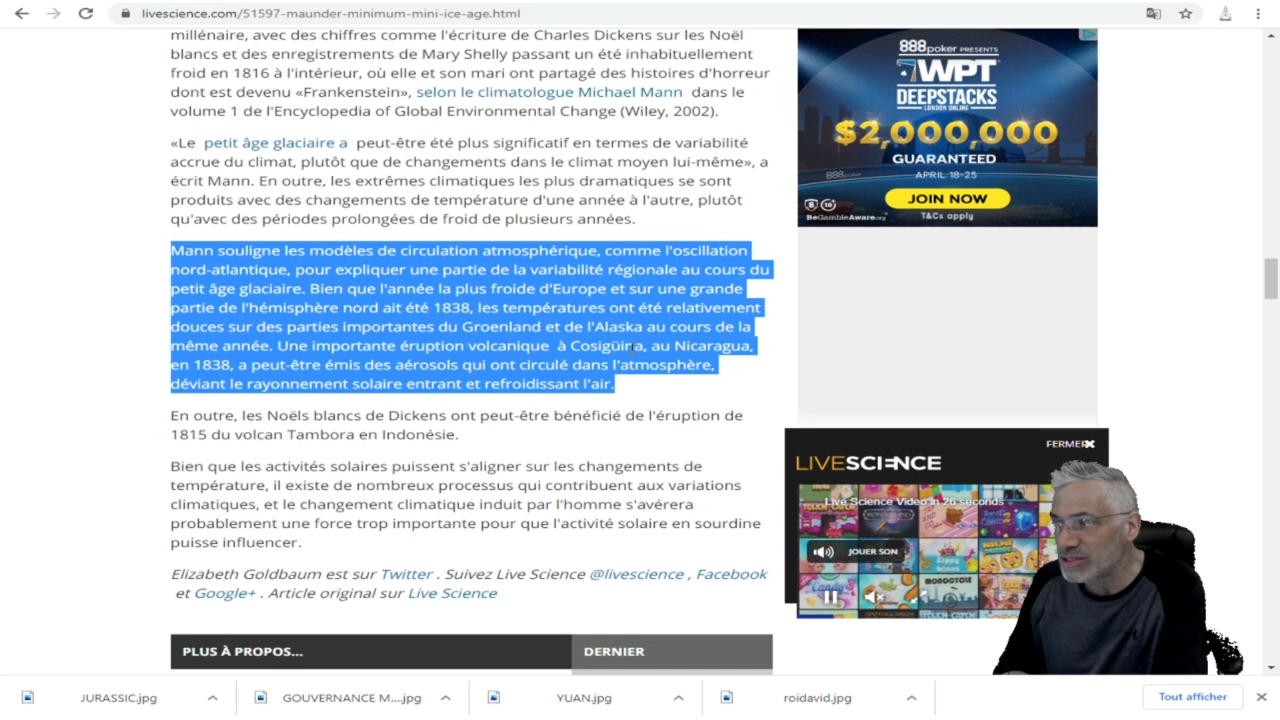 livescience.com/51597-maunder-minimum-mini-ice-age.html
millénaire, avec des chiffres comme l'écriture de Charles Dickens sur les Noël
blancs et des enregistrements de Mary Shelly passant un été inhabituellement
froid en 1816 à l'intérieur, où elle et son mari ont partagé des histoires d'horreur
dont est devenu «Frankenstein», selon le climatologue Michael Mann dans le
volume 1 de l'Encyclopedia of Global Environmental Change (Wiley, 2002).
«Le petit âge glaciaire a peut-être été plus significatif en termes de variabilité
accrue du climat, plutôt que de changements dans le climat moyen lui-même», a
écrit Mann. En outre, les extrêmes climatiques les plus dramatiques se sont
produits avec des changements de température d'une année à l'autre, plutôt
qu'avec des périodes prolongées de froid de plusieurs années.
Mann souligne les modèles de circulation atmosphérique, comme l'oscillation
nord-atlantique, pour expliquer une partie de la variabilité régionale au cours du
petit âge glaciaire. Bien que l'année la plus froide d'Europe et sur une grande
partie de l'hémisphère nord ait été 1838, les températures ont été relativement
douces sur des parties importantes du Groenland et de l'Alaska au cours de la
même année. Une importante éruption volcanique à Cosigüina, au Nicaragua,
en 1838, a peut-être émis des aérosols qui ont circulé dans l'atmosphère,
déviant le rayonnement solaire entrant et refroidissant l'air.
En outre, les Noëls blancs de Dickens ont peut-être bénéficié de l'éruption de
1815 du volcan Tambora en Indonésie.
Bien que les activités solaires puissent s'aligner sur les changements de
température, il existe de nombreux processus qui contribuent aux variations
climatiques, et le changement climatique induit par l'homme s'avérera
probablement une force trop importante pour que l'activité solaire en sourdine
puisse influencer.
Elizabeth Goldbaum est sur Twitter . Suivez Live Science @livescience , Facebook
et Google+ . Article original sur Live Science
PLUS À PROPOS...
DERNIER
888poker PRESENTS
WPT
DEEPSTACKS
LONDON ONLINE
$2,000,000
GUARANTEED
888poker
APRIL 18-25
JOIN NOW
8 18
BeGambleAware.org
T&Cs apply
FERMER
LIVESCIENCE
Live Science Video in 26 seconds
JOUER SON
MONOCYCLE
JURASSIC.jpg
GOUVERNANCE M....jpg
YUAN.jpg
roidavid.jpg
Tout afficher